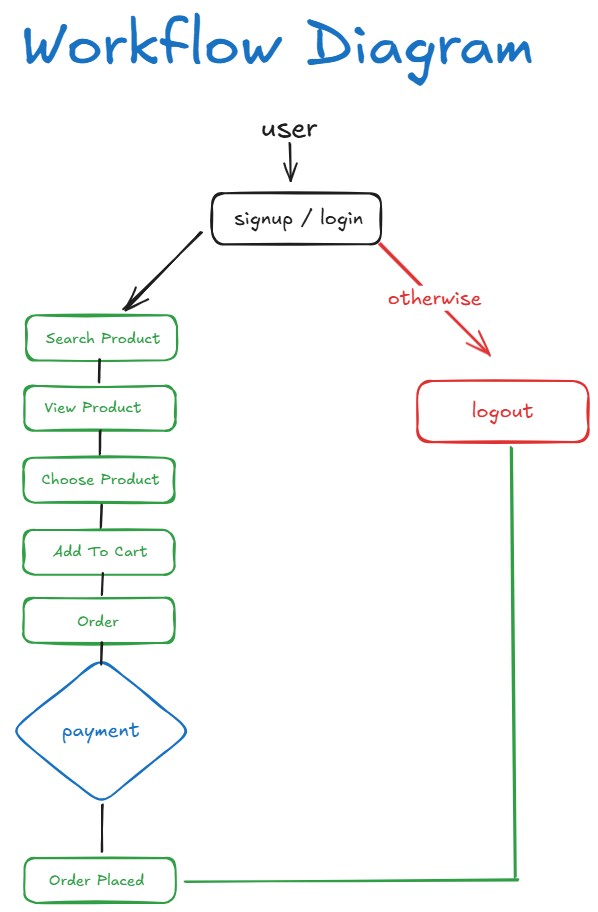 Workflow Diagram
user
signup / login
otherwise
Search Product
logout
View Product
Choose Product
Add To Cart
Order
payment
Order Placed